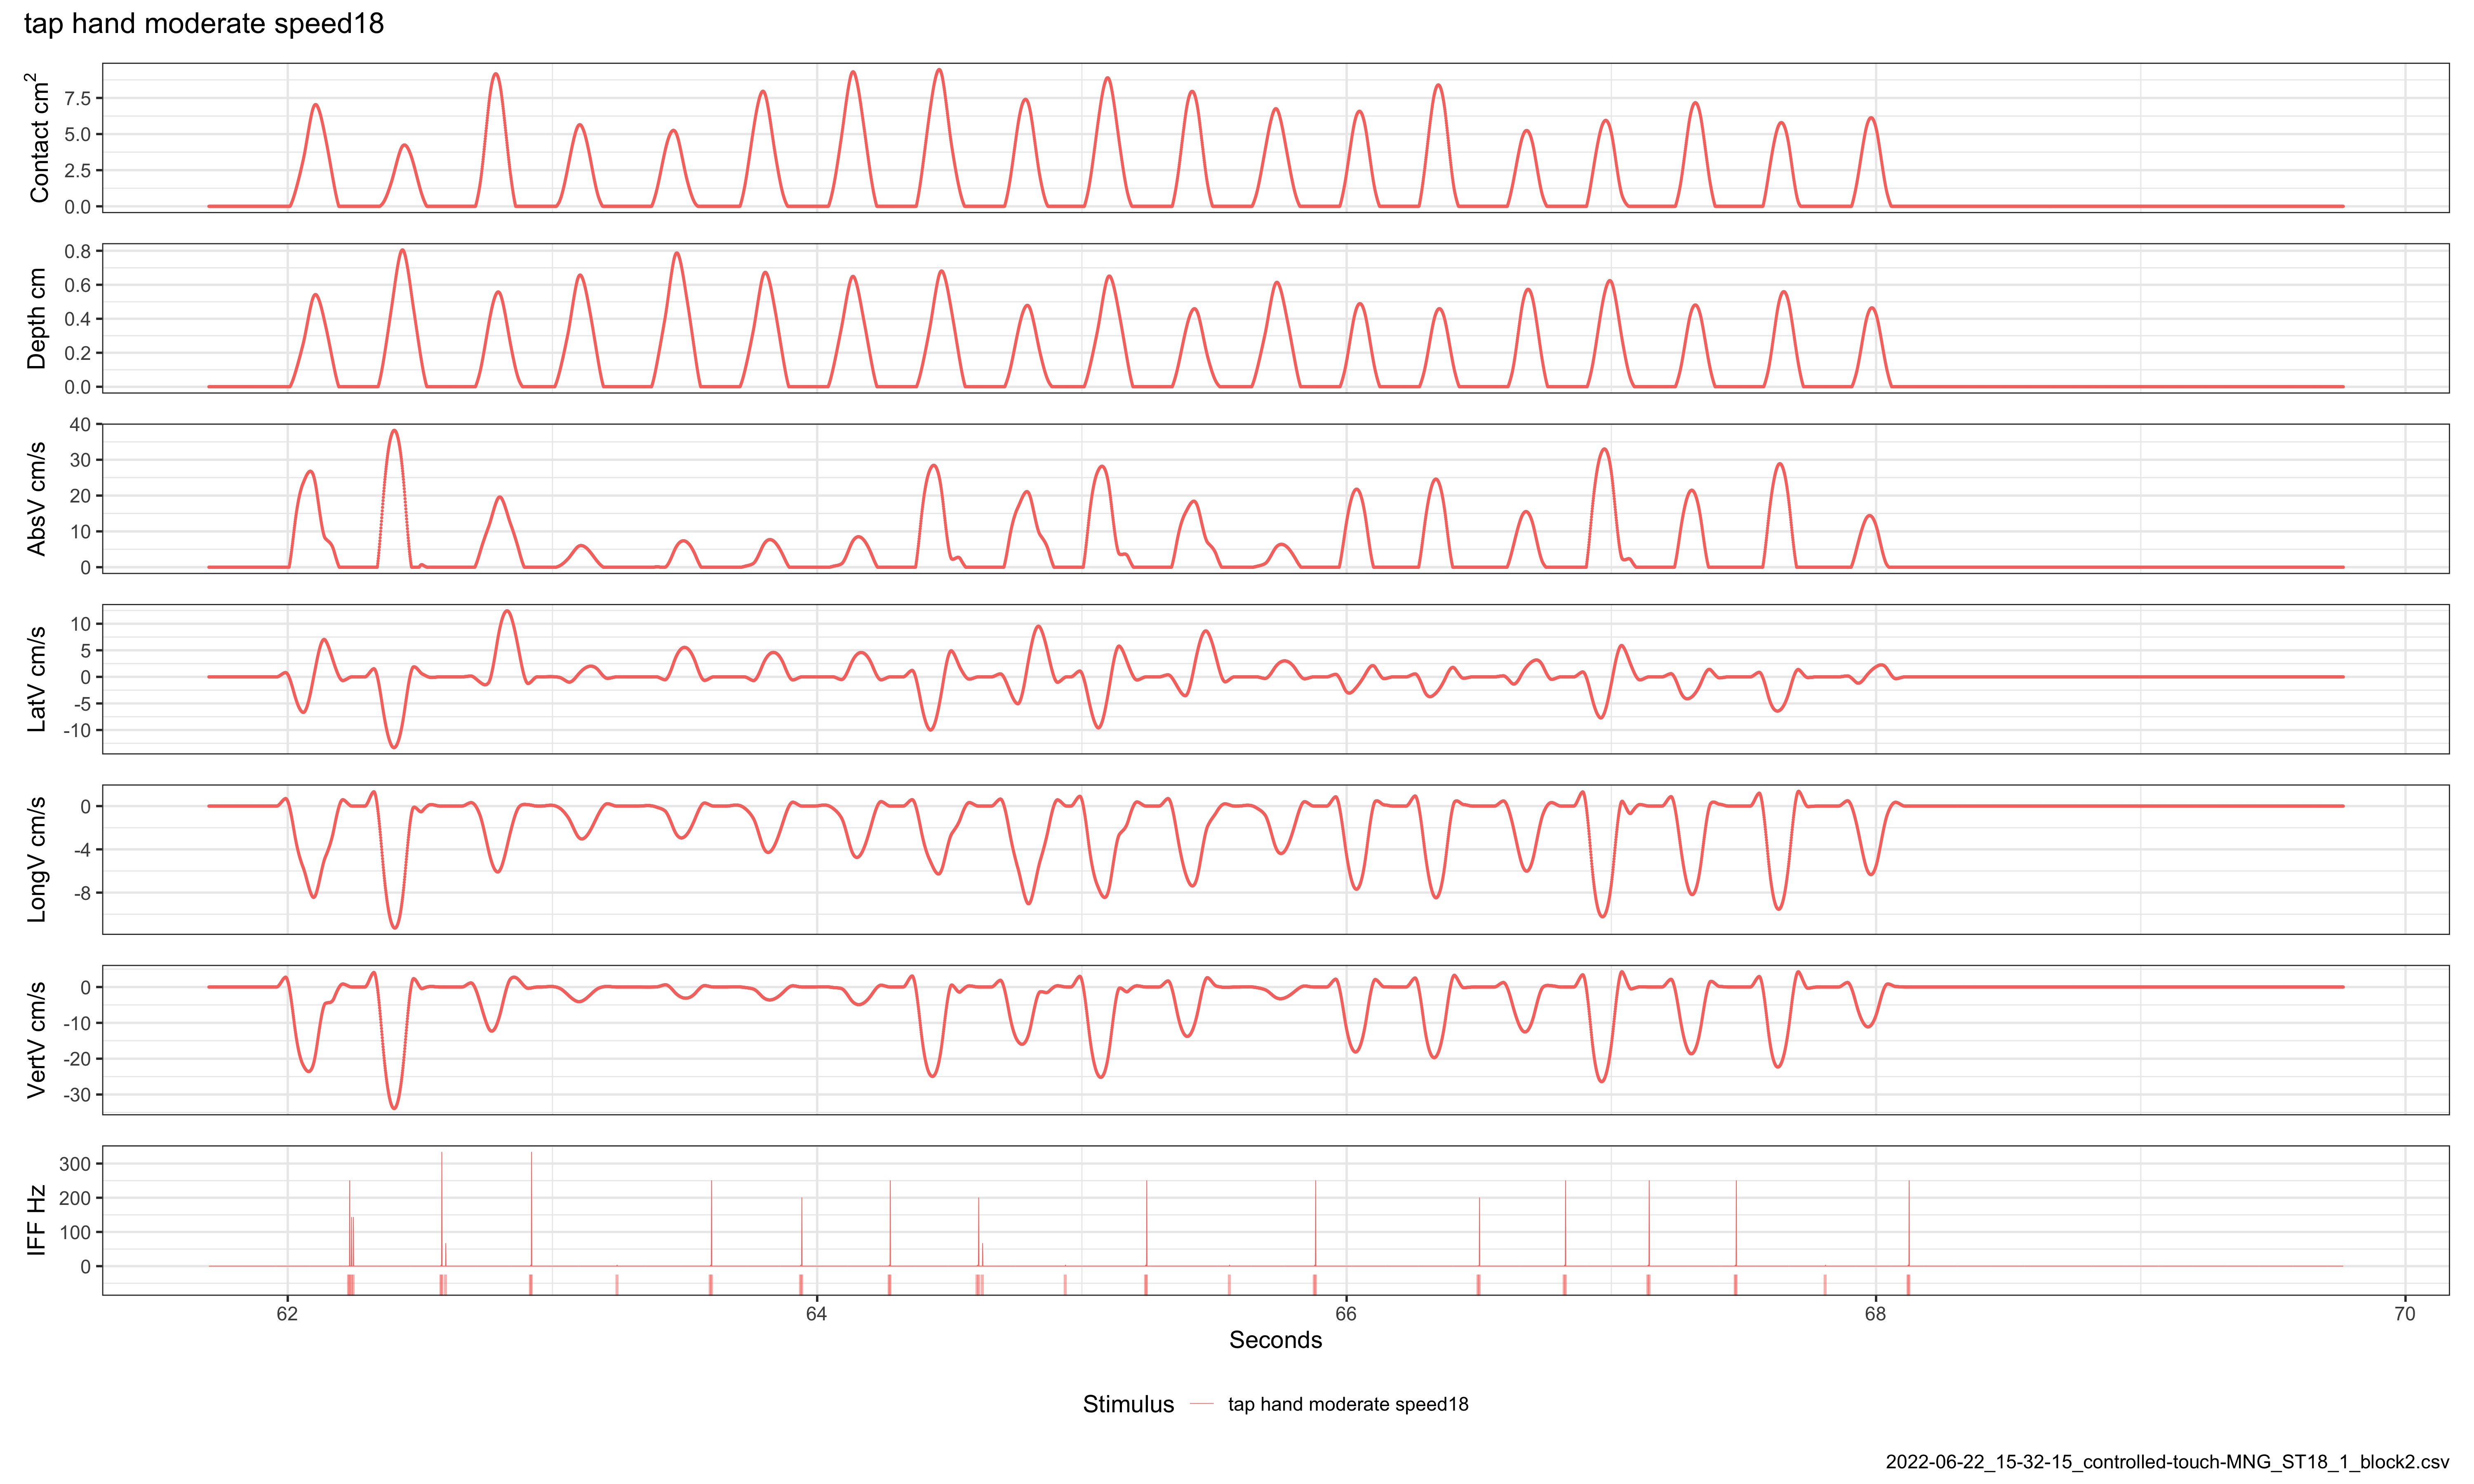 tap hand moderate speed18
Contact cm²
7.5
5.0
2.5
0.0
Depth cm
0.8
0.6
0.4
0.2
0.0
AbsV cm/s
40
30
20
10
0
LatV cm/s
10
5
0
-5
-10
LongV cm/s
0
-4
-8
VertV cm/s
0
-10
-20
-30
IFF Hz
300
200
100
0
62 64 66 68 70
Seconds
Stimulus tap hand moderate speed18
2022-06-22_15-32-15_controlled-touch-MNG_ST18_1_block2.csv